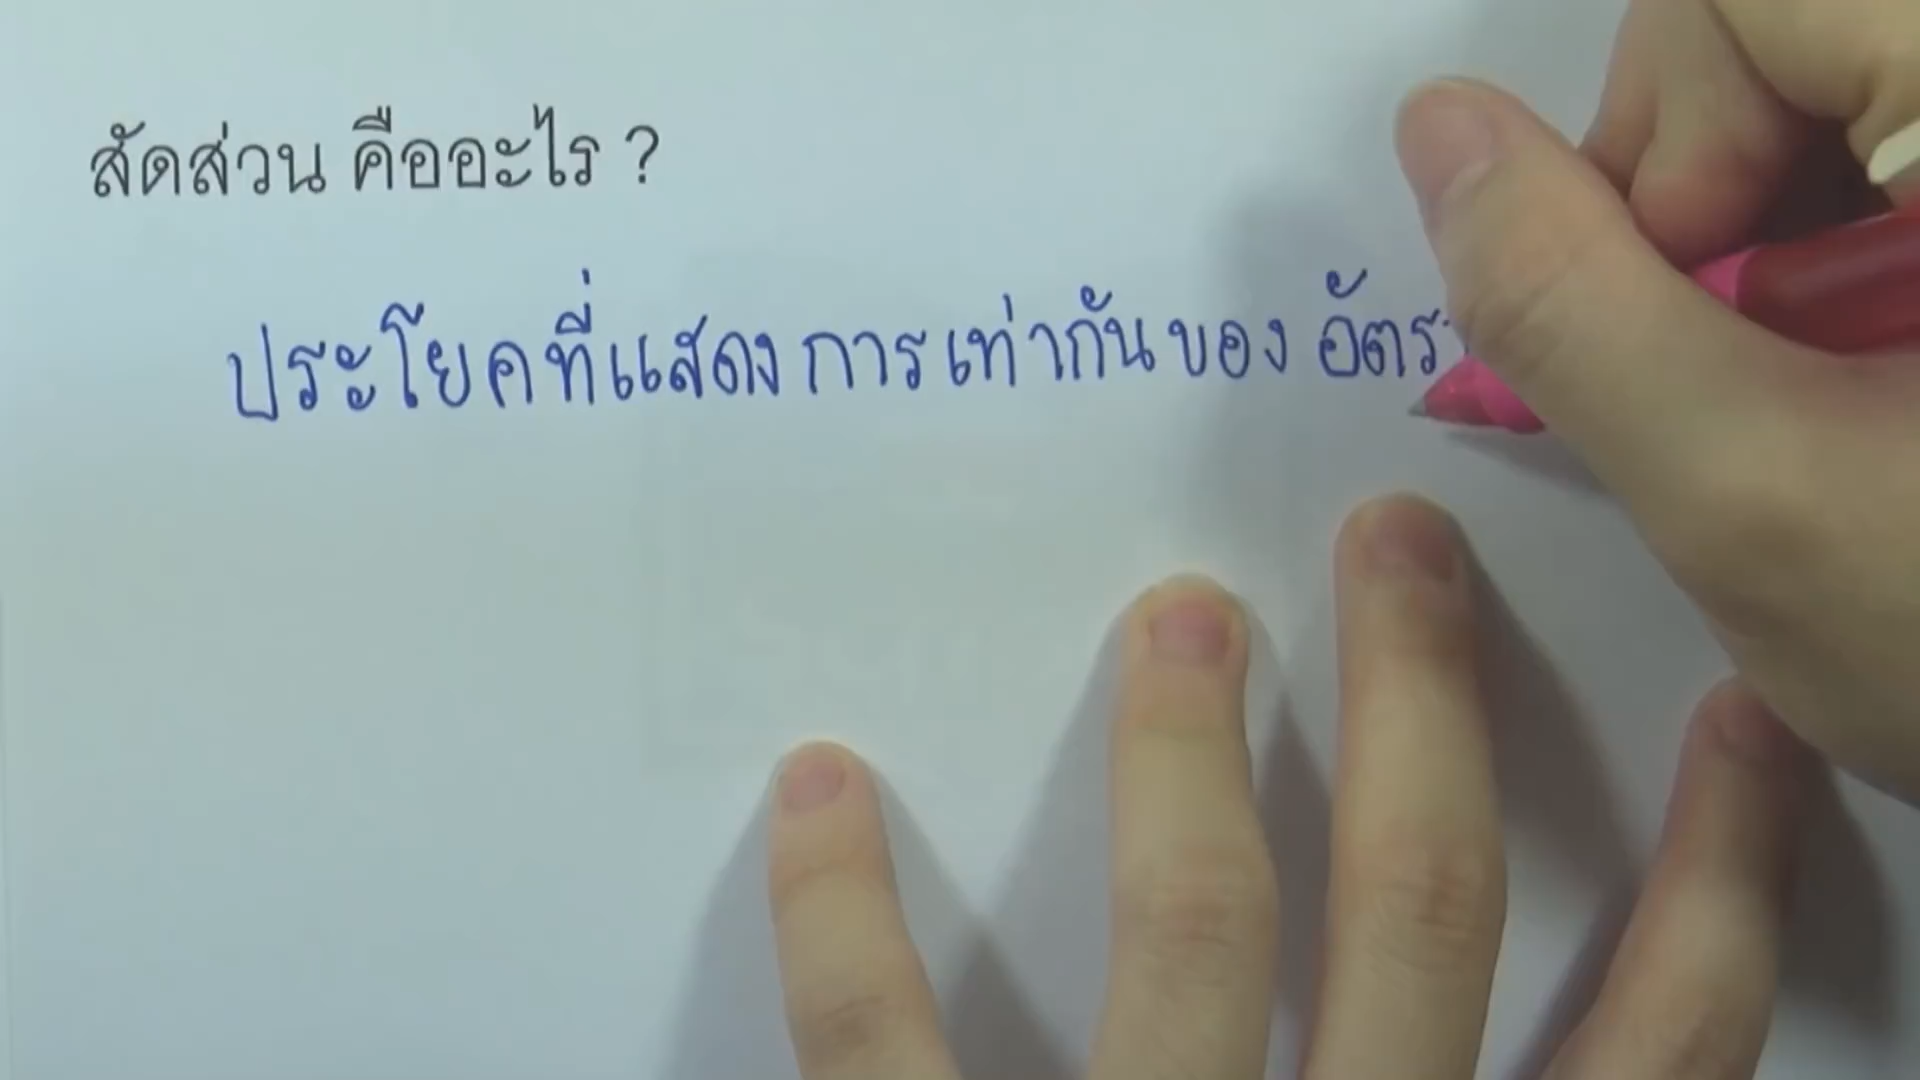 สัดส่วน คืออะไร ?
ประโยคที่แสดงการเท่ากันของ อัตร